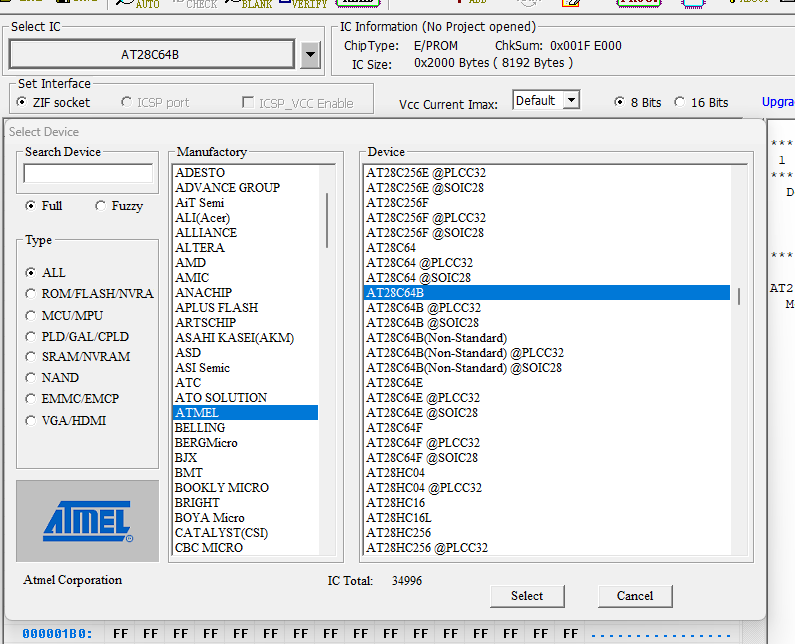 AUTO CHECK BLANK VERIFY ADD
Select IC
AT28C64B
IC Information (No Project opened)
ChipType: E/PROM ChkSum: 0x001F E000
IC Size: 0x2000 Bytes ( 8192 Bytes )
Set Interface
ZIF socket ICSP port ICSP_VCC Enable
Vcc Current Imax: Default 8 Bits 16 Bits
Select Device
Search Device
Full Fuzzy
Type
ALL
ROM/FLASH/NVRA
MCU/MPU
PLD/GAL/CPLD
SRAM/NVRAM
NAND
EMMC/EMCP
VGA/HDMI
ATMEL
Atmel Corporation
Manufactory
ADESTO
ADVANCE GROUP
AiT Semi
ALI(Acer)
ALLIANCE
ALTERA
AMD
AMIC
ANACHIP
APLUS FLASH
ARTSCHIP
ASAHI KASEI(AKM)
ASD
ASI Semic
ATC
ATO SOLUTION
ATMEL
BELLING
BERGMicro
BJX
BMT
BOOKLY MICRO
BRIGHT
BOYA Micro
CATALYST(CSI)
CBC MICRO
Device
AT28C256E @PLCC32
AT28C256E @SOIC28
AT28C256F
AT28C256F @PLCC32
AT28C256F @SOIC28
AT28C64
AT28C64 @PLCC32
AT28C64 @SOIC28
AT28C64B
AT28C64B @PLCC32
AT28C64B @SOIC28
AT28C64B(Non-Standard)
AT28C64B(Non-Standard) @PLCC32
AT28C64B(Non-Standard) @SOIC28
AT28C64E
AT28C64E @PLCC32
AT28C64E @SOIC28
AT28C64F
AT28C64F @PLCC32
AT28C64F @SOIC28
AT28HC04
AT28HC04 @PLCC32
AT28HC16
AT28HC16L
AT28HC256
AT28HC256 @PLCC32
IC Total: 34996
Select Cancel
****
1
****
D
****
AT2
M
000001B0: FF FF FF FF FF FF FF FF FF FF FF FF FF FF FF FF ................